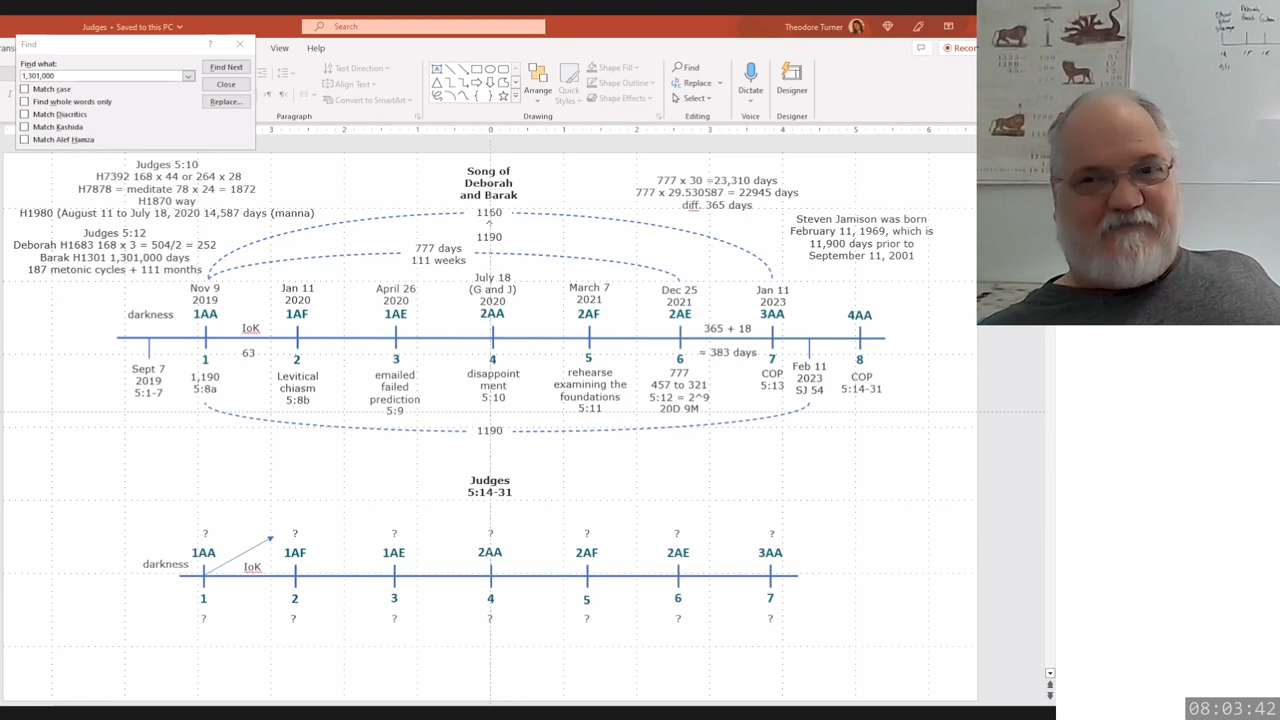 Judges • Saved to this PC
Search
Theodore Turner
Find
?
Find what:
1,301,000
Find Next
Match case
Close
Find whole words only
Replace...
Match Diacritics
Match Kashida
Match Alef Hamza
View
Help
Recor
Text Direction
Align Text
Convert to SmartArt
Paragraph
Arrange
Quick Styles
Shape Fill
Shape Outline
Shape Effects
Drawing
Find
Replace
Select
Editing
Dictate
Voice
Designer
Designer
3 2 1 0 1 2 3 4 5 6
Judges 5:10
H7392 168 x 44 or 264 x 28
H7878 = meditate 78 x 24 = 1872
H1870 way
H1980 (August 11 to July 18, 2020 14,587 days (manna)
Judges 5:12
Deborah H1683 168 x 3 = 504/2 = 252
Barak H1301 1,301,000 days
187 metonic cycles + 111 months
Song of
Deborah
and Barak
1160
^
1190
777 days
111 weeks
777 x 30 =23,310 days
777 x 29.530587 = 22945 days
diff. 365 days
Steven Jamison was born
February 11, 1969, which is
11,900 days prior to
September 11, 2001
Nov 9
2019
Jan 11
2020
April 26
2020
July 18
(G and J)
2020
March 7
2021
Dec 25
2021
Jan 11
2023
darkness
1AA
IoK
1AF
1AE
2AA
2AF
2AE
365 + 18
3AA
4AA
1
63
2
3
4
5
6
= 383 days
7
8
Sept 7
2019
5:1-7
1,190
5:8a
Levitical
chiasm
5:8b
emailed
failed
prediction
5:9
disappoint
ment
5:10
rehearse
examining the
foundations
5:11
777
457 to 321
5:12 = 2^9
20D 9M
COP
5:13
Feb 11
2023
SJ 54
COP
5:14-31
1190
Judges
5:14-31
? ? ? ? ? ? ?
darkness
1AA
IoK
1AF
1AE
2AA
2AF
2AE
3AA
1 2 3 4 5 6 7
? ? ? ? ? ? ?
08:03:42